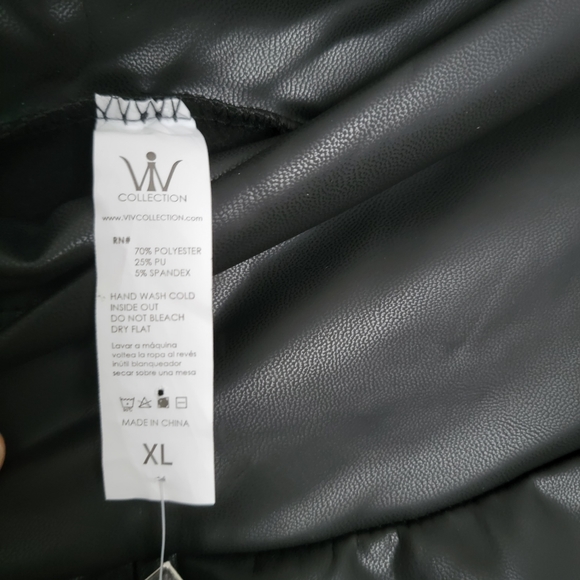 VIV
COLLECTION
www.VIVCOLLECTION.com
RN#
70% POLYESTER
25% PU
5% SPANDEX
HAND WASH COLD
INSIDE OUT
DO NOT BLEACH
DRY FLAT
Lavar a máquina
voltea la ropa al revés
inútil blanqueador
secar sobre una mesa
MADE IN CHINA
XL